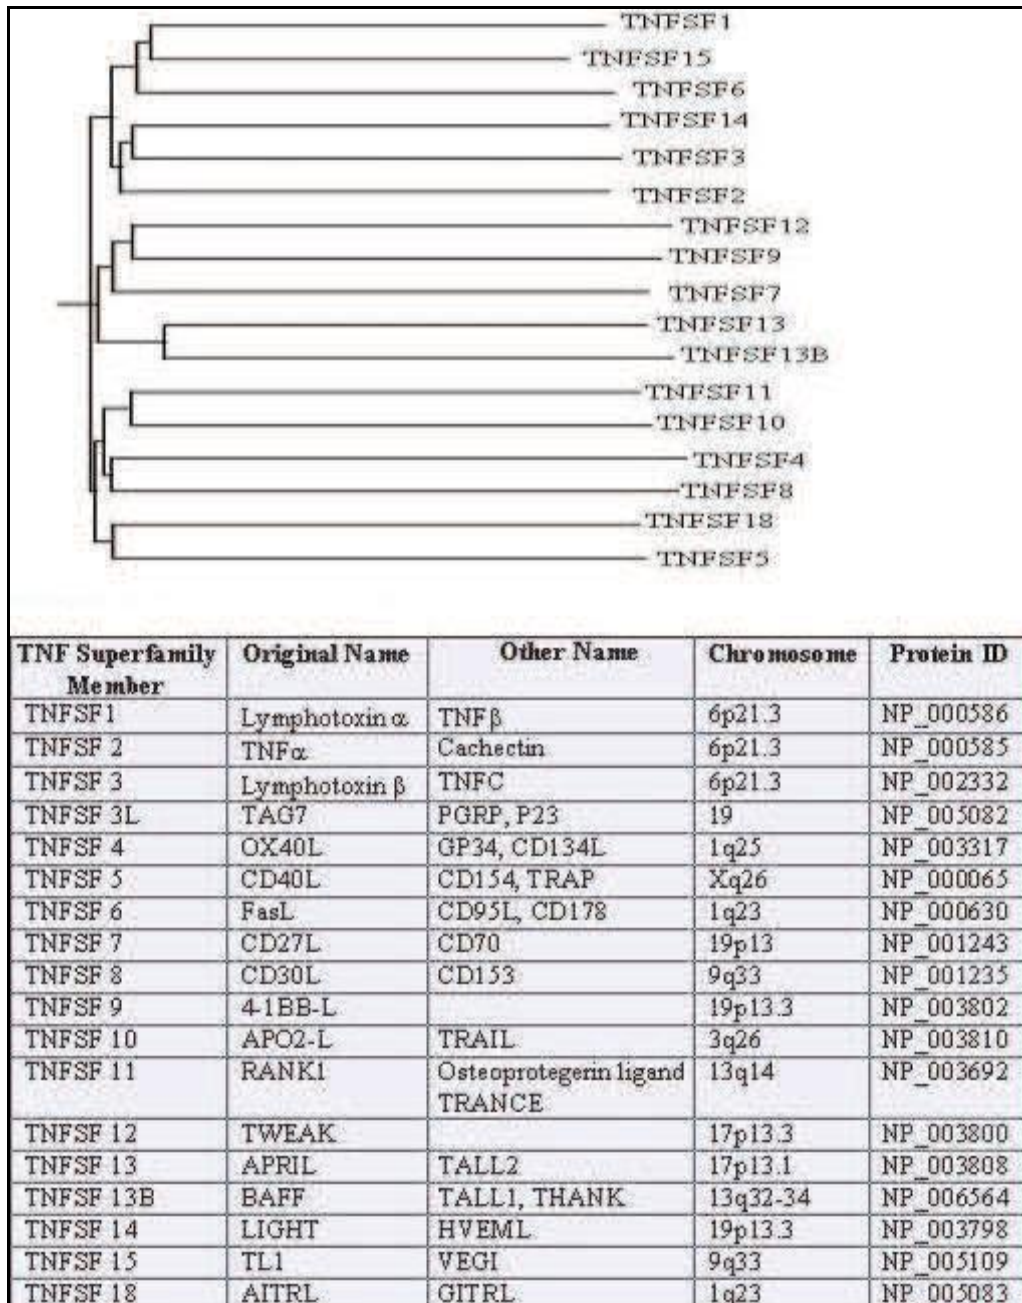 TNFSF1
TNFSF15
TNFSF6
TNFSF14
TNFSF3
TNFSF2
TNFSF12
TNFSF9
TNFSF7
TNFSF13
TNFSF13B
TNFSF11
TNFSF10
TNFSF4
TNFSF8
TNFSF18
TNFSF5
TNF Superfamily Member Original Name Other Name Chromosome Protein ID
TNFSF1 Lymphotoxin α TNFβ 6p21.3 NP_000586
TNFSF 2 TNFα Cachectin 6p21.3 NP_000585
TNFSF 3 Lymphotoxin β TNFC 6p21.3 NP_002332
TNFSF 3L TAG7 PGRP, P23 19 NP_005082
TNFSF 4 OX40L GP34, CD134L 1q25 NP_003317
TNFSF 5 CD40L CD154, TRAP Xq26 NP_000065
TNFSF 6 FasL CD95L, CD178 1q23 NP_000630
TNFSF 7 CD27L CD70 19p13 NP_001243
TNFSF 8 CD30L CD153 9q33 NP_001235
TNFSF 9 4-1BB-L 19p13.3 NP_003802
TNFSF 10 APO2-L TRAIL 3q26 NP_003810
TNFSF 11 RANK1 Osteoprotegerin ligand TRANCE 13q14 NP_003692
TNFSF 12 TWEAK 17p13.3 NP_003800
TNFSF 13 APRIL TALL2 17p13.1 NP_003808
TNFSF 13B BAFF TALL1, THANK 13q32-34 NP_006564
TNFSF 14 LIGHT HVEML 19p13.3 NP_003798
TNFSF 15 TL1 VEGI 9q33 NP_005109
TNFSF 18 AITRL GITRL 1q23 NP_005083